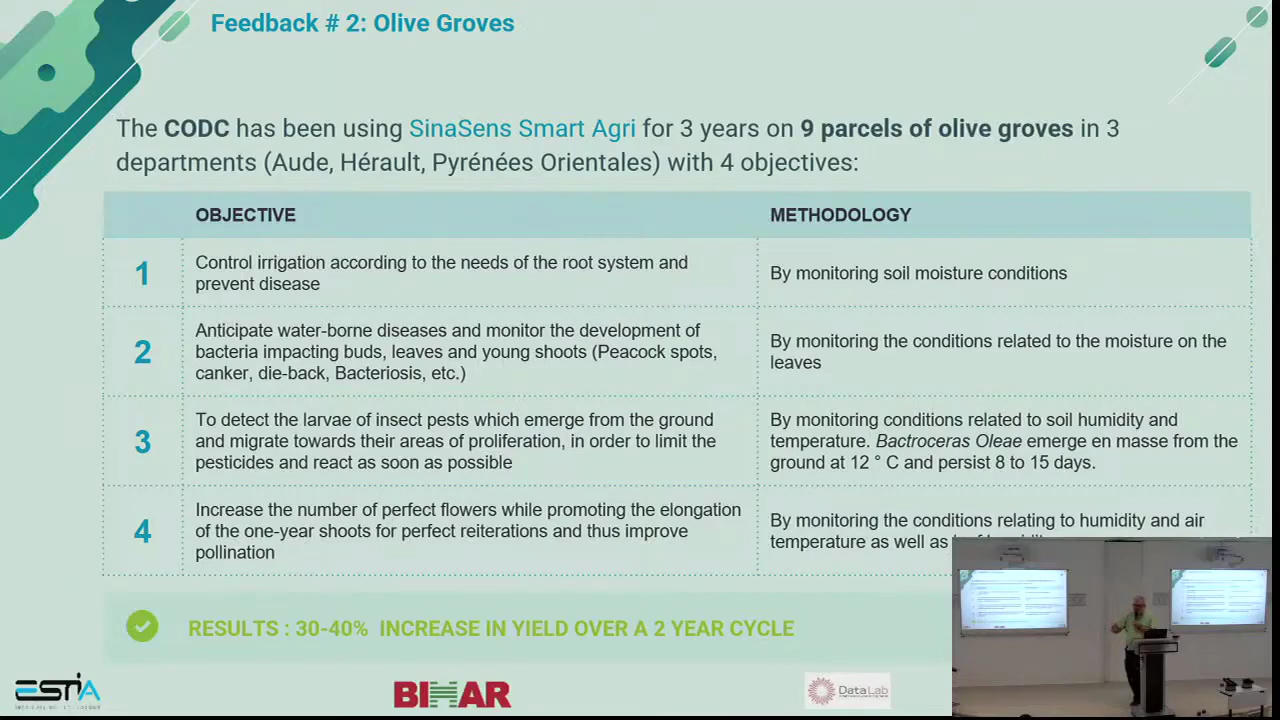 Feedback # 2: Olive Groves
The CODC has been using SinaSens Smart Agri for 3 years on 9 parcels of olive groves in 3
departments (Aude, Hérault, Pyrénées Orientales) with 4 objectives:
OBJECTIVE
METHODOLOGY
1
Control irrigation according to the needs of the root system and
prevent disease
By monitoring soil moisture conditions
2
Anticipate water-borne diseases and monitor the development of
bacteria impacting buds, leaves and young shoots (Peacock spots,
canker, die-back, Bacteriosis, etc.)
By monitoring the conditions related to the moisture on the
leaves
3
To detect the larvae of insect pests which emerge from the ground
and migrate towards their areas of proliferation, in order to limit the
pesticides and react as soon as possible
By monitoring conditions related to soil humidity and
temperature. Bactroceras Oleae emerge en masse from the
ground at 12 ° C and persist 8 to 15 days.
4
Increase the number of perfect flowers while promoting the elongation
of the one-year shoots for perfect reiterations and thus improve
pollination
By monitoring the conditions relating to humidity and air
temperature as well as
RESULTS : 30-40% INCREASE IN YIELD OVER A 2 YEAR CYCLE
ESTIA
BIHAR
DataLab